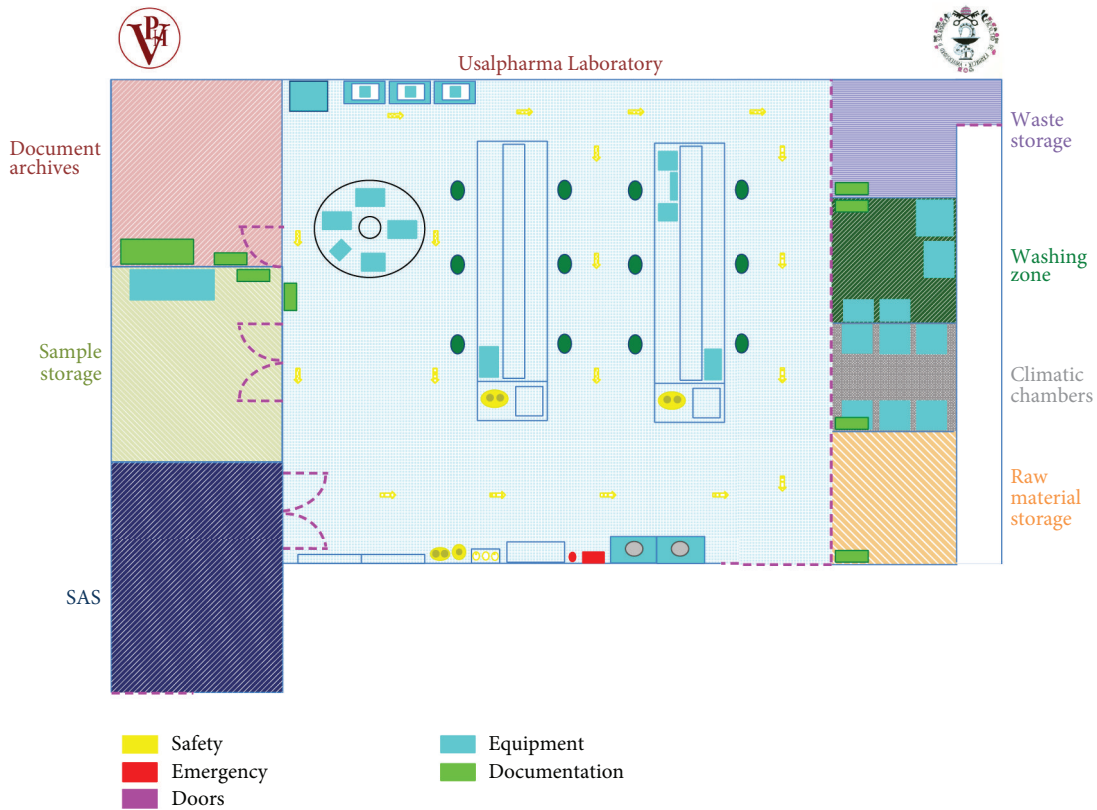 VPH
Usalpharma Laboratory
Document
archives
Sample
storage
SAS
Waste
storage
Washing
zone
Climatic
chambers
Raw
material
storage
Safety
Emergency
Doors
Equipment
Documentation